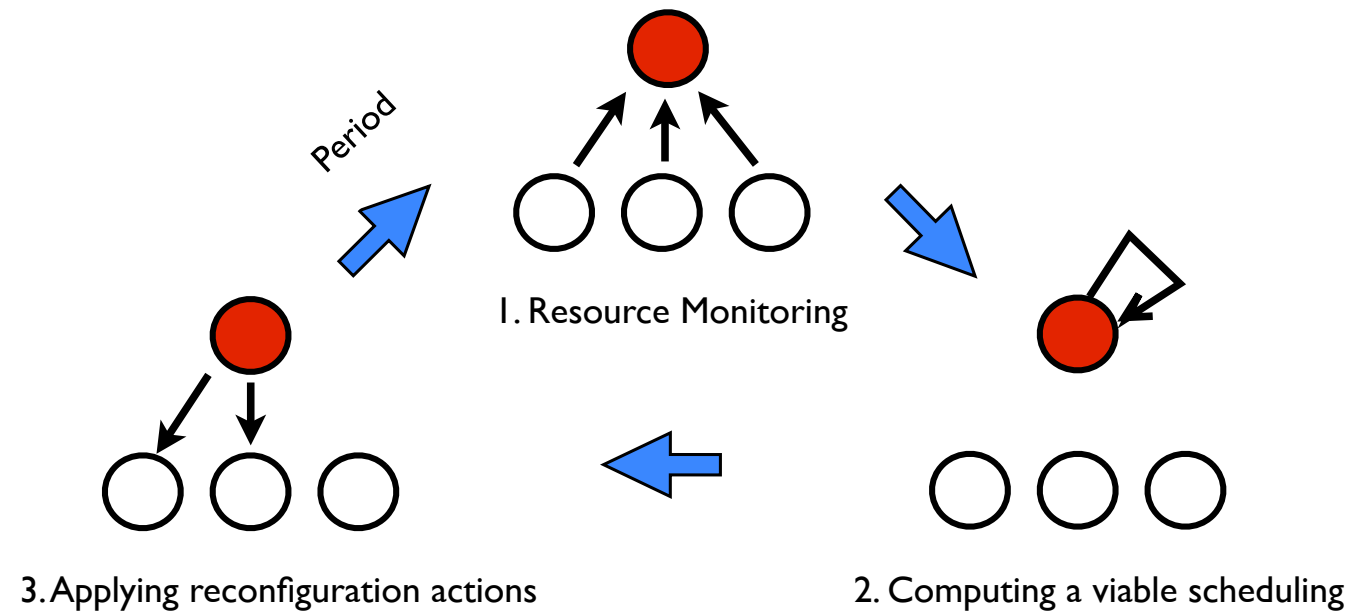 Period
1. Resource Monitoring
3. Applying reconfiguration actions
2. Computing a viable scheduling